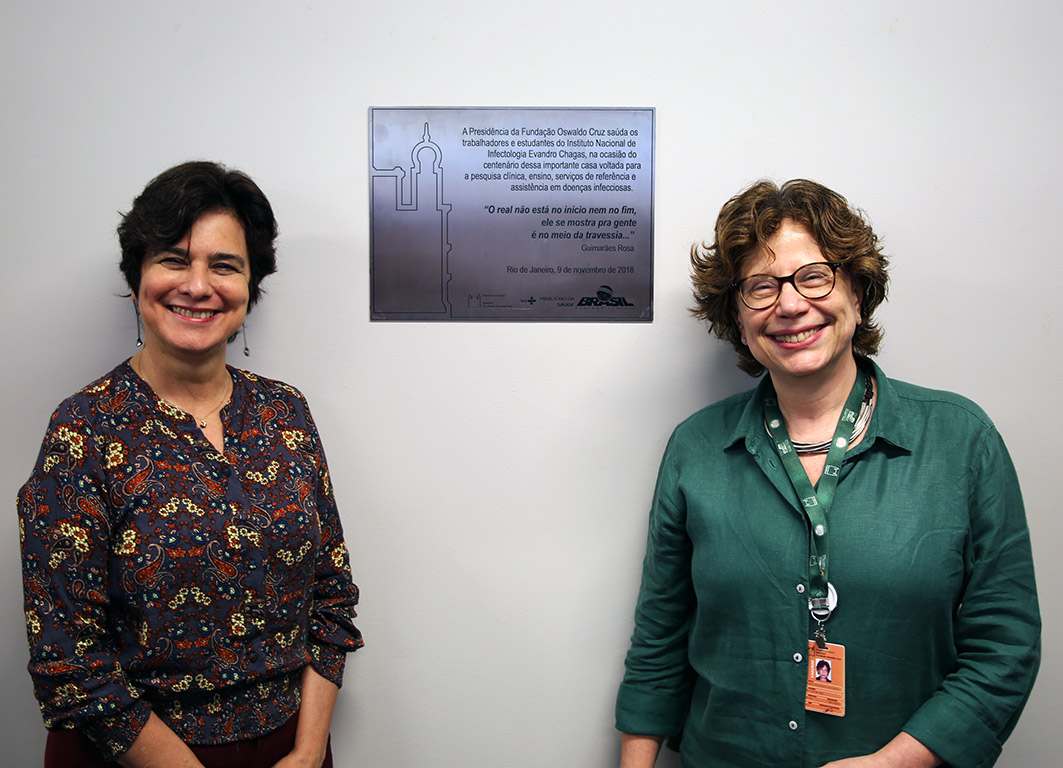 A Presidência da Fundação Oswaldo Cruz saúda os
trabalhadores e estudantes do Instituto Nacional de
Infectologia Evandro Chagas, na ocasião do
centenário dessa importante casa voltada para
a pesquisa clínica, ensino, serviços de referência e
assistência em doenças infecciosas.
“O real não está no início nem no fim,
ele se mostra pra gente
é no meio da travessia...”
Guimarães Rosa
Rio de Janeiro, 9 de novembro de 2018
SUS
MINISTÉRIO DA
SAÚDE
BRASIL